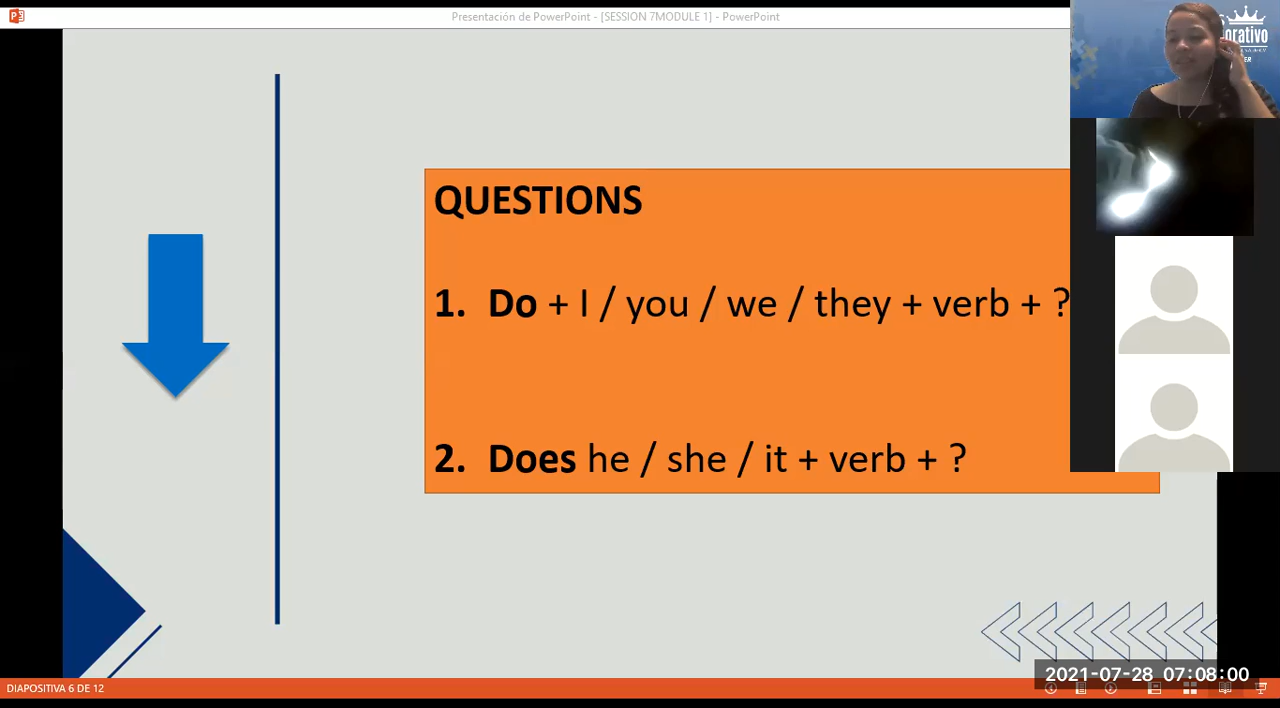 Presentación de PowerPoint - [SESSION 7MODULE 1] - PowerPoint
QUESTIONS
1. Do + I / you / we / they + verb + ?
2. Does he / she / it + verb + ?
DIAPOSITIVA 6 DE 12
2021-07-28 07:08:00